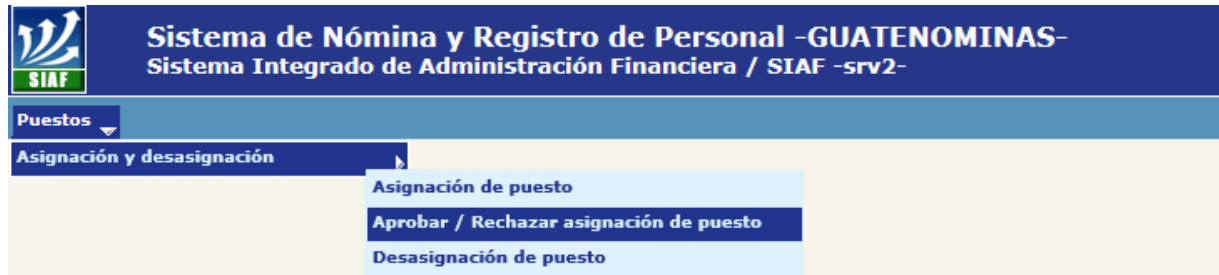 Sistema de Nómina y Registro de Personal -GUATENOMINAS-
Sistema Integrado de Administración Financiera / SIAF -srv2-
SIAF
Puestos
Asignación y desasignación
Asignación de puesto
Aprobar / Rechazar asignación de puesto
Desasignación de puesto